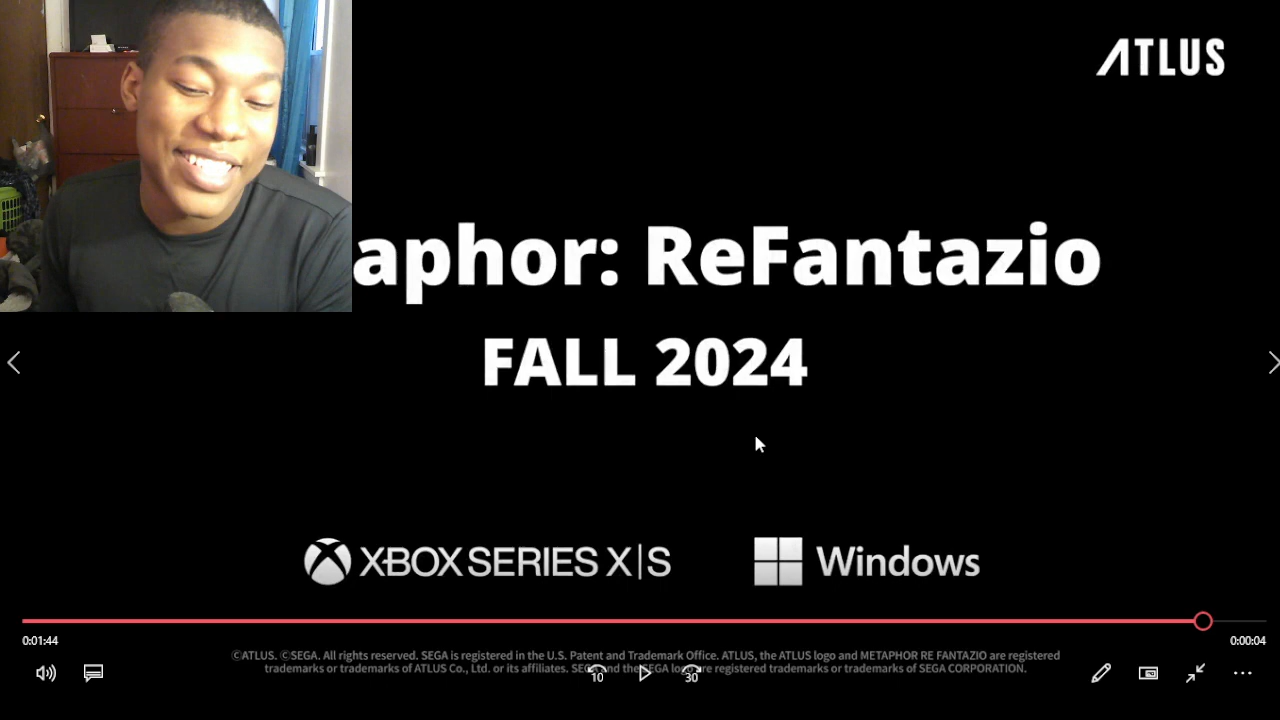 ATLUS
aphor: ReFantazio
FALL 2024
XBOX SERIES X|S
Windows
0:01:44
0:00:04
©ATLUS. ©SEGA. All rights reserved. SEGA is registered in the U.S. Patent and Trademark Office. ATLUS, the ATLUS logo and METAPHOR RE FANTAZIO are registered
trademarks or trademarks of ATLUS Co., Ltd. or its affiliates. SEGA and the SEGA logo are registered trademarks or trademarks of SEGA CORPORATION.
10
30